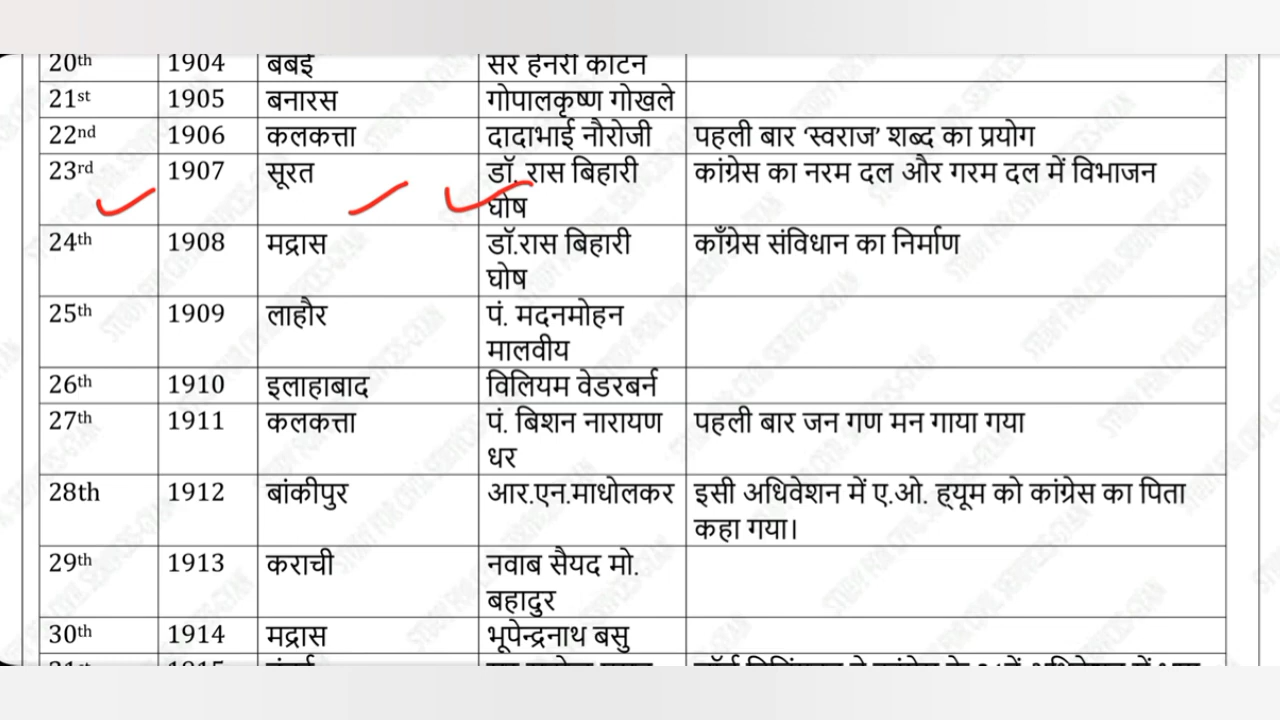 20th 1904 बंबई सर हेनरी कॉटन
21st 1905 बनारस गोपालकृष्ण गोखले
22nd 1906 कलकत्ता दादाभाई नौरोजी पहली बार ‘स्वराज’ शब्द का प्रयोग
23rd 1907 सूरत डॉ. रास बिहारी कांग्रेस का नरम दल और गरम दल में विभाजन
घोष
24th 1908 मद्रास डॉ.रास बिहारी काँग्रेस संविधान का निर्माण
घोष
25th 1909 लाहौर पं. मदनमोहन
मालवीय
26th 1910 इलाहाबाद विलियम वेडरबर्न
27th 1911 कलकत्ता पं. बिशन नारायण पहली बार जन गण मन गाया गया
धर
28th 1912 बांकीपुर आर.एन.माधोलकर इसी अधिवेशन में ए.ओ. ह्यूम को कांग्रेस का पिता
कहा गया।
29th 1913 कराची नवाब सैयद मो.
बहादुर
30th 1914 मद्रास भूपेन्द्रनाथ बसु